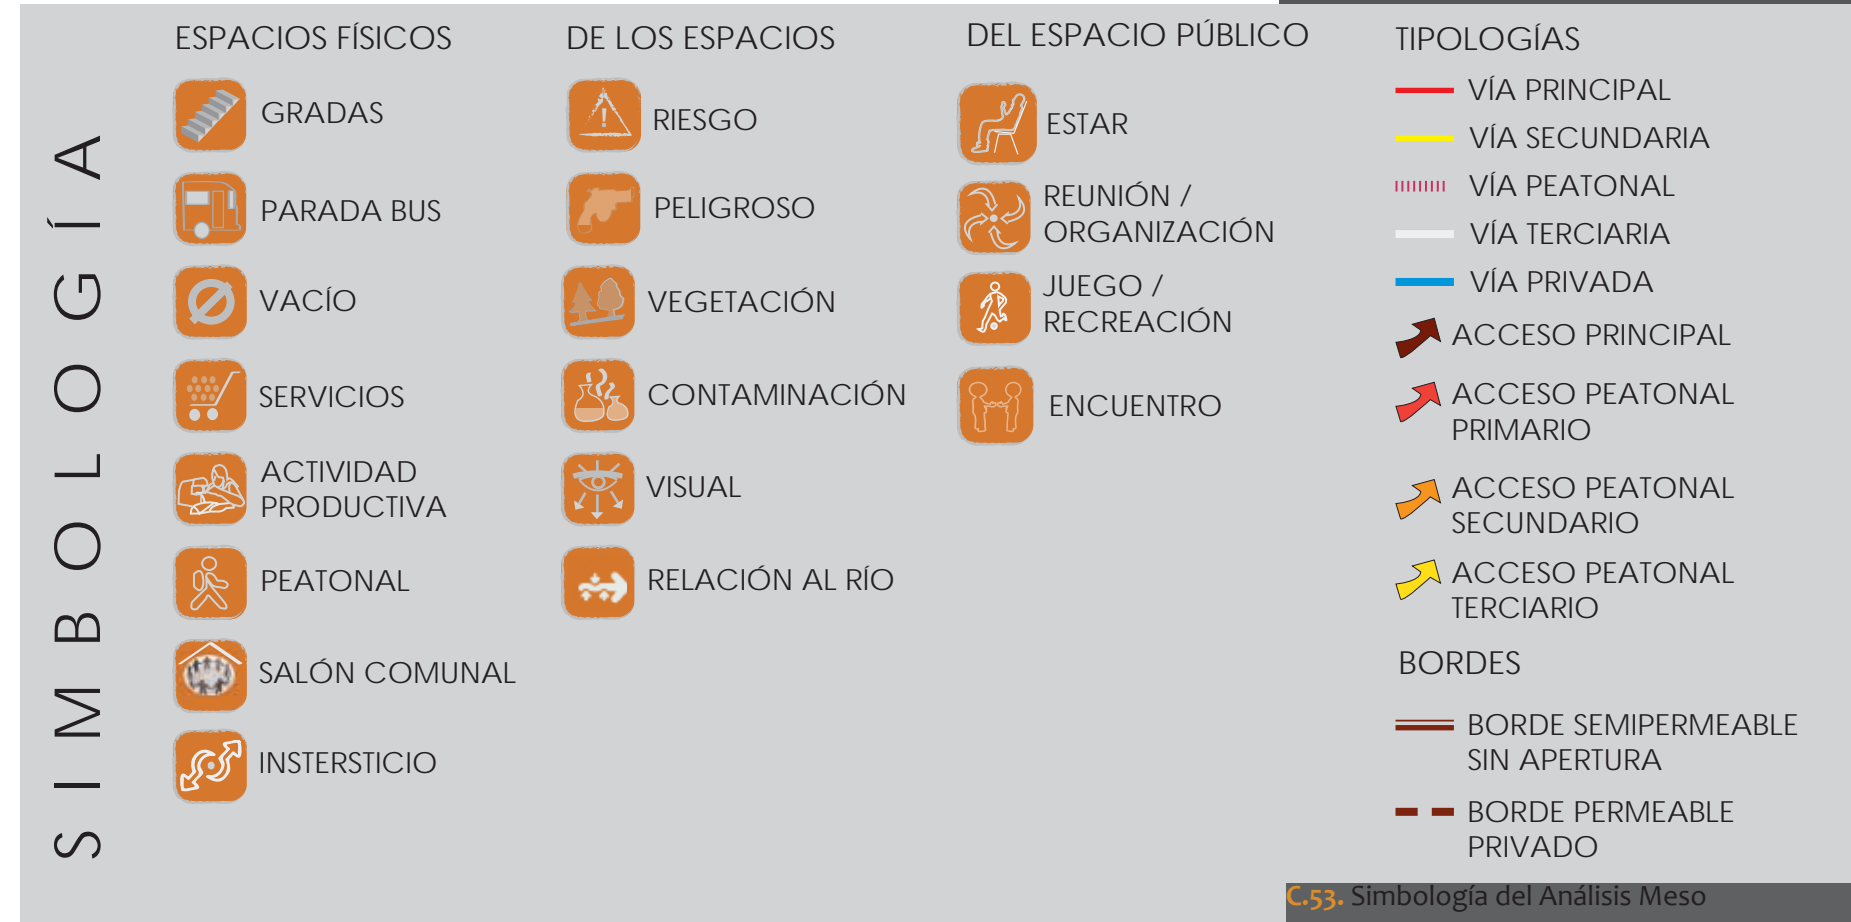 SIMBOLOGÍA
ESPACIOS FÍSICOS
GRADAS
PARADA BUS
VACÍO
SERVICIOS
ACTIVIDAD
PRODUCTIVA
PEATONAL
SALÓN COMUNAL
INSTERSTICIO
DE LOS ESPACIOS
RIESGO
PELIGROSO
VEGETACIÓN
CONTAMINACIÓN
VISUAL
RELACIÓN AL RÍO
DEL ESPACIO PÚBLICO
ESTAR
REUNIÓN /
ORGANIZACIÓN
JUEGO /
RECREACIÓN
ENCUENTRO
TIPOLOGÍAS
VÍA PRINCIPAL
VÍA SECUNDARIA
VÍA PEATONAL
VÍA TERCIARIA
VÍA PRIVADA
ACCESO PRINCIPAL
ACCESO PEATONAL
PRIMARIO
ACCESO PEATONAL
SECUNDARIO
ACCESO PEATONAL
TERCIARIO
BORDES
BORDE SEMIPERMEABLE
SIN APERTURA
BORDE PERMEABLE
PRIVADO
C.53. Simbología del Análisis Meso